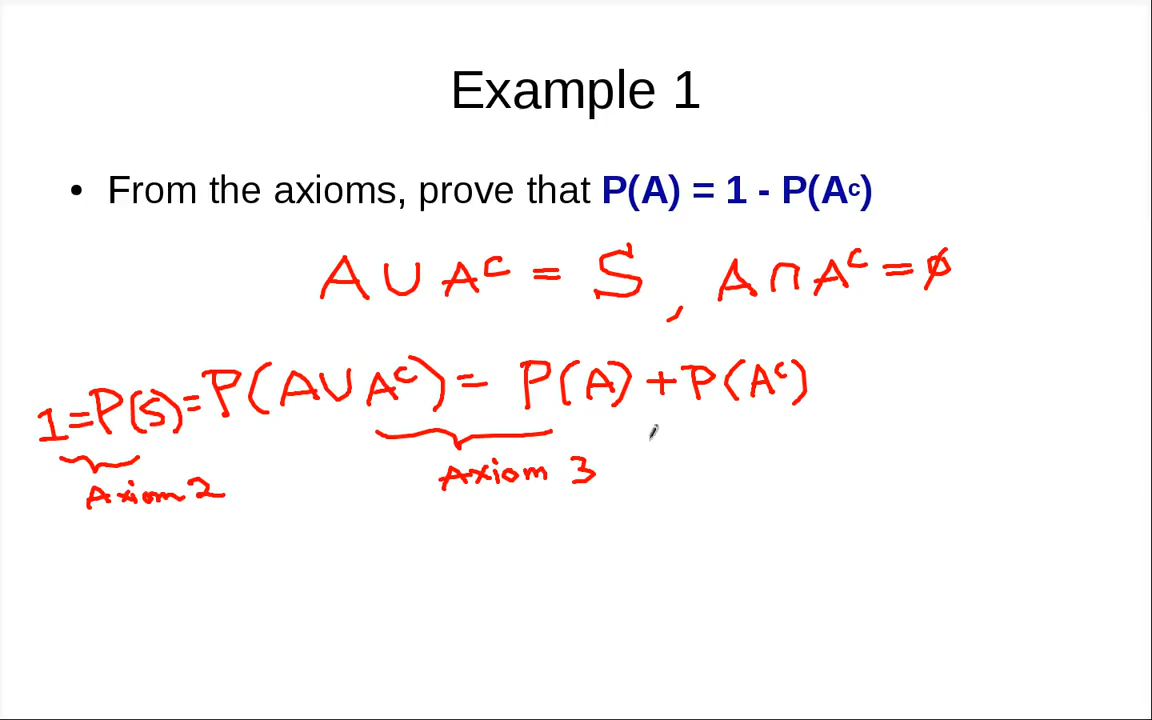 Example 1
• From the axioms, prove that P(A) = 1 - P(Aᶜ)
A ∪ Aᶜ = S, A ∩ Aᶜ = ∅
1 = P(S) = P(A ∪ Aᶜ) = P(A) + P(Aᶜ)
Axiom 2 Axiom 3